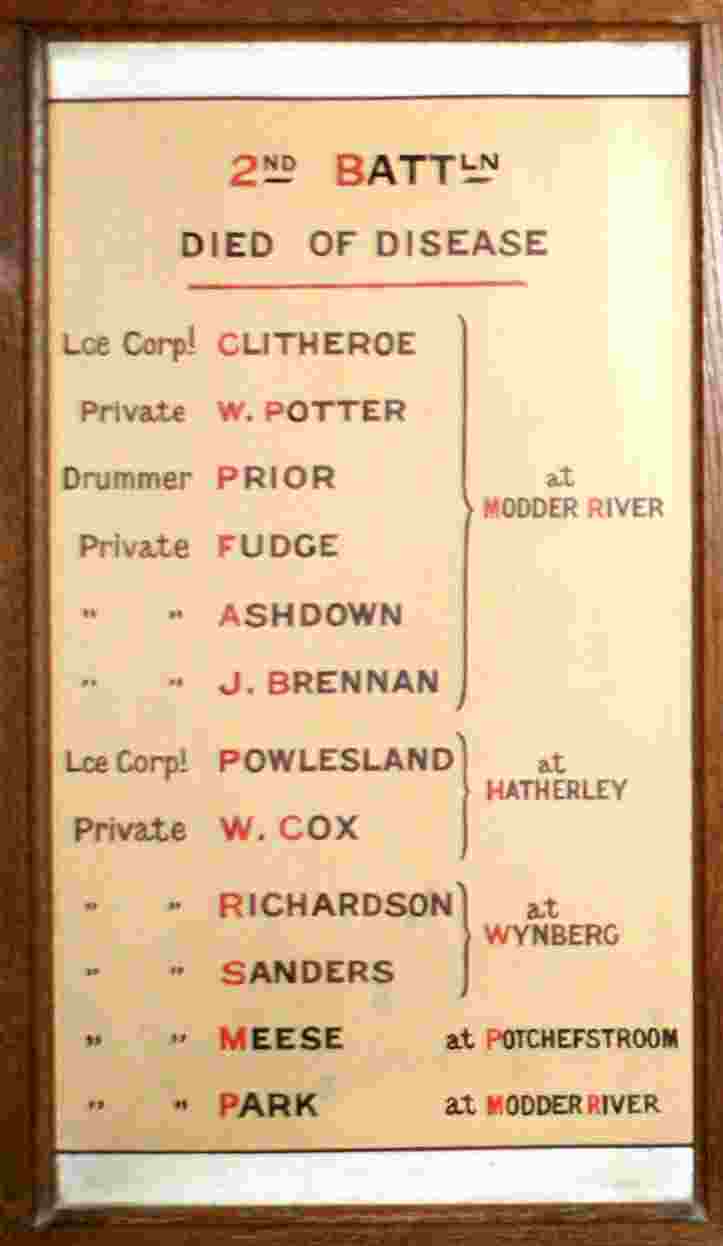 2ND BATTLN
DIED OF DISEASE
Lce Corpl CLITHEROE
Private W. POTTER
Drummer PRIOR
at
MODDER RIVER
Private FUDGE
" " ASHDOWN
" " J. BRENNAN
Lce Corpl POWLESLAND
at
HATHERLEY
Private W. COX
" " RICHARDSON
at
WYNBERG
" " SANDERS
" " MEESE at POTCHEFSTROOM
" " PARK at MODDER RIVER